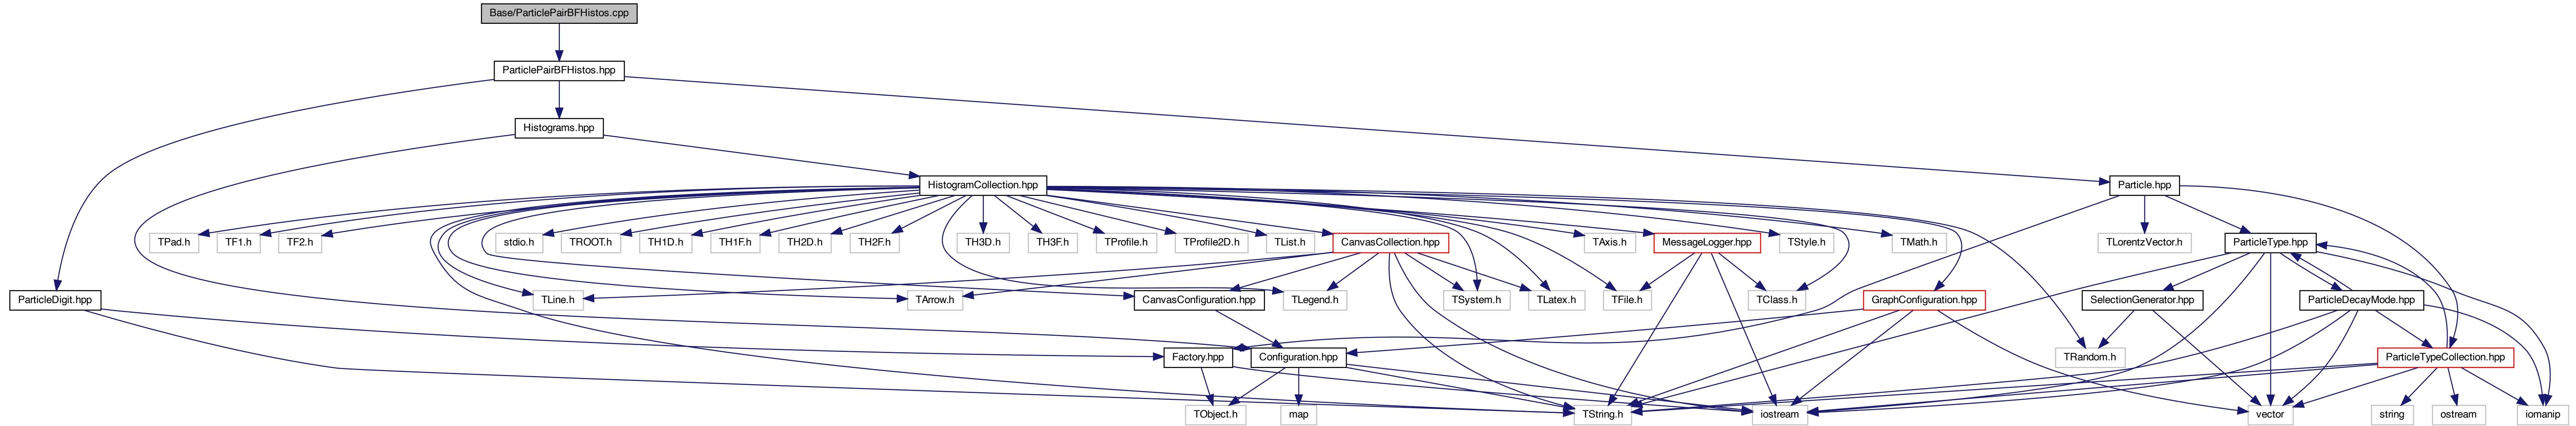 Base/ParticlePairBFHistos.cpp
ParticlePairBFHistos.hpp
Histograms.hpp
HistogramCollection.hpp
Particle.hpp
TPad.h
TF1.h
TF2.h
stdio.h
TROOT.h
TH1D.h
TH1F.h
TH2D.h
TH2F.h
TH3D.h
TH3F.h
TProfile.h
TProfile2D.h
TList.h
CanvasCollection.hpp
TAxis.h
MessageLogger.hpp
TStyle.h
TMath.h
TLorentzVector.h
ParticleType.hpp
ParticleDigit.hpp
TLine.h
TArrow.h
CanvasConfiguration.hpp
TLegend.h
TSystem.h
TLatex.h
TFile.h
TClass.h
GraphConfiguration.hpp
SelectionGenerator.hpp
ParticleDecayMode.hpp
Factory.hpp
Configuration.hpp
TRandom.h
ParticleTypeCollection.hpp
TObject.h
map
TString.h
iostream
vector
string
ostream
iomanip